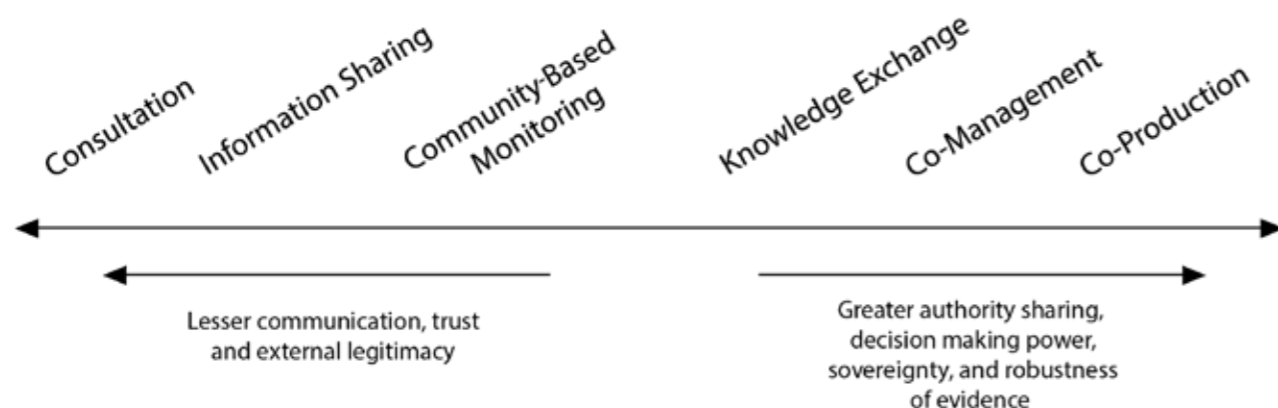 Consultation
Information Sharing
Community-Based
Monitoring
Knowledge Exchange
Co-Management
Co-Production
Lesser communication, trust
and external legitimacy
Greater authority sharing,
decision making power,
sovereignty, and robustness
of evidence